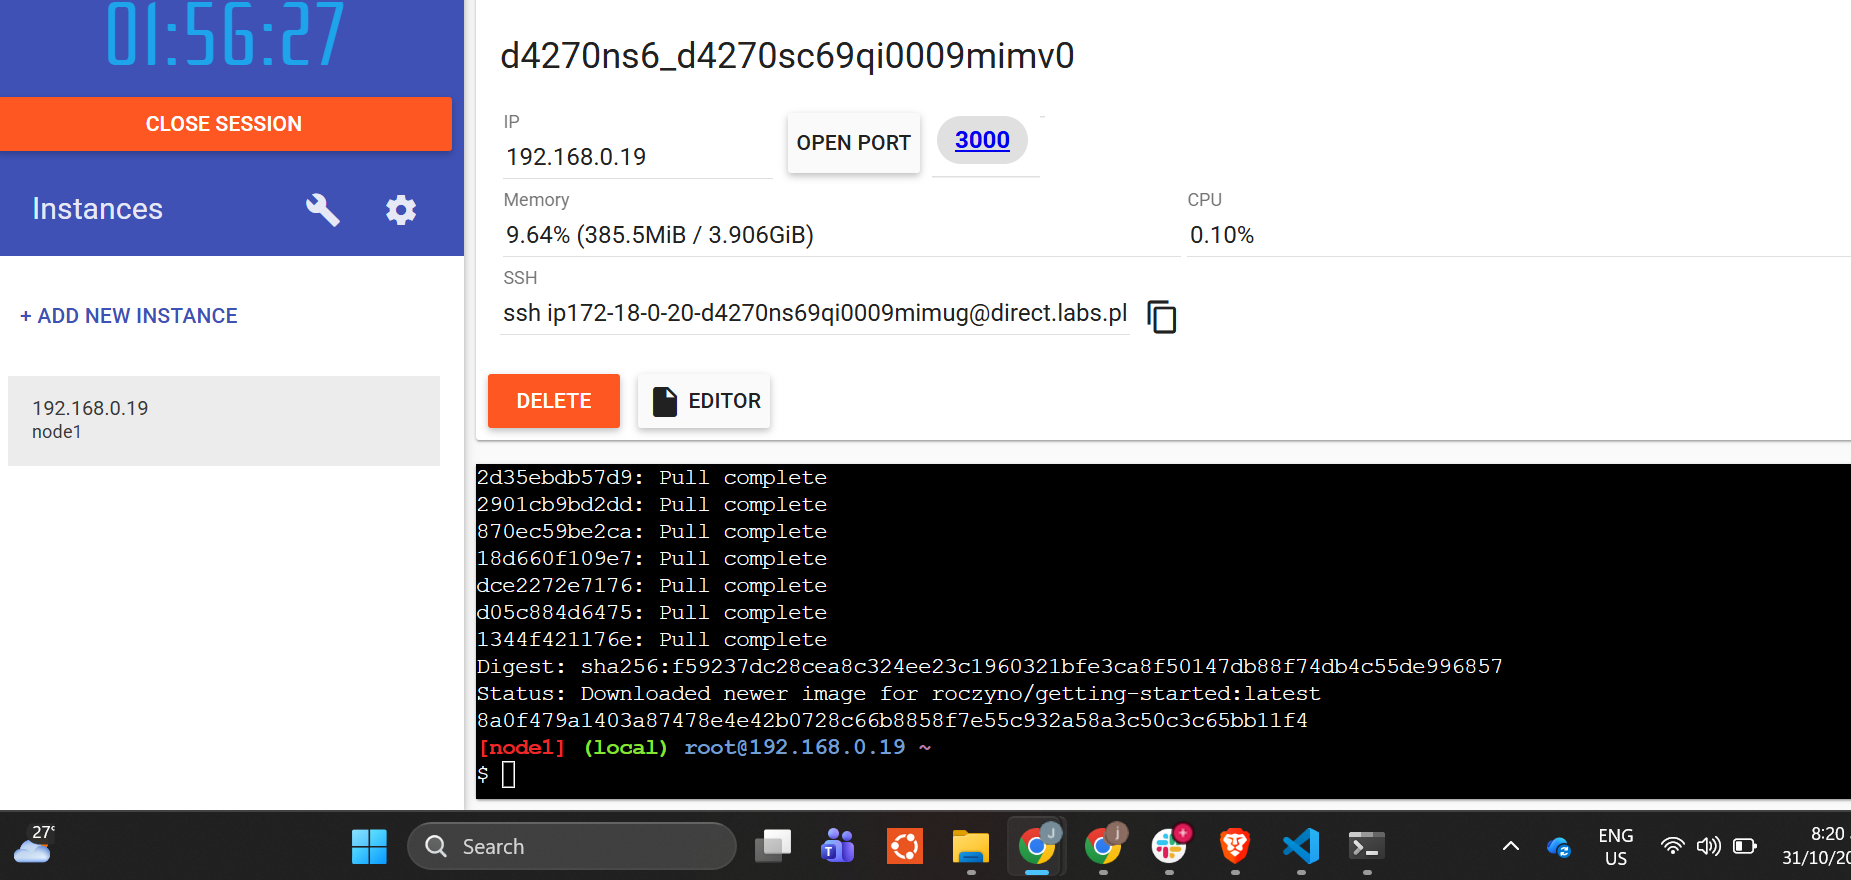 01:56:27
CLOSE SESSION
Instances
+ ADD NEW INSTANCE
192.168.0.19
node1
d4270ns6_d4270sc69qi0009mimv0
IP
192.168.0.19
OPEN PORT
3000
Memory
9.64% (385.5MiB / 3.906GiB)
CPU
0.10%
SSH
ssh ip172-18-0-20-d4270ns69qi0009mimug@direct.labs.pl
DELETE
EDITOR
2d35ebdb57d9: Pull complete
2901cb9bd2dd: Pull complete
870ec59be2ca: Pull complete
18d660f109e7: Pull complete
dce2272e7176: Pull complete
d05c884d6475: Pull complete
1344f421176e: Pull complete
Digest: sha256:f59237dc28cea8c324ee23c1960321bfe3ca8f50147db88f74db4c55de996857
Status: Downloaded newer image for roczyno/getting-started:latest
8a0f479a1403a87478e4e42b0728c66b8858f7e55c932a58a3c50c3c65bb11f4
[node1] (local) root@192.168.0.19 ~
$
27°
Search
ENG
US
8:20
31/10/20